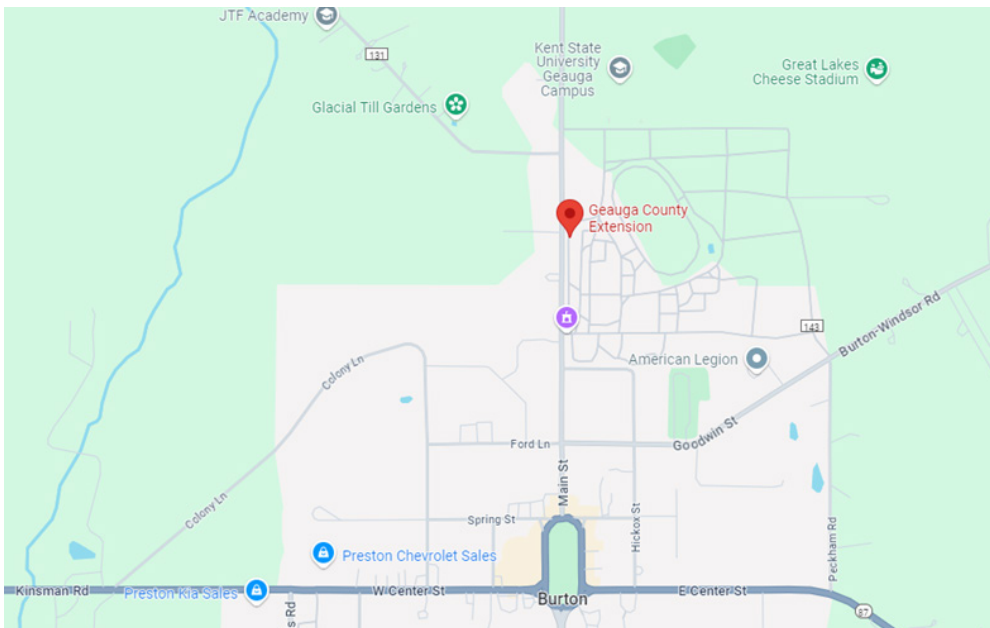 JTF Academy
131
Kent State
University
Geauga
Campus
Great Lakes
Cheese Stadium
Glacial Till Gardens
Geauga County
Extension
143
Burton-Windsor Rd
American Legion
Colony Ln
Ford Ln
Goodwin St
Main St
Colony Ln
Spring St
Hickox St
Peckham Rd
Preston Chevrolet Sales
Kinsman Rd
Preston Kia Sales
W Center St
E Center St
Burton
87
s Rd